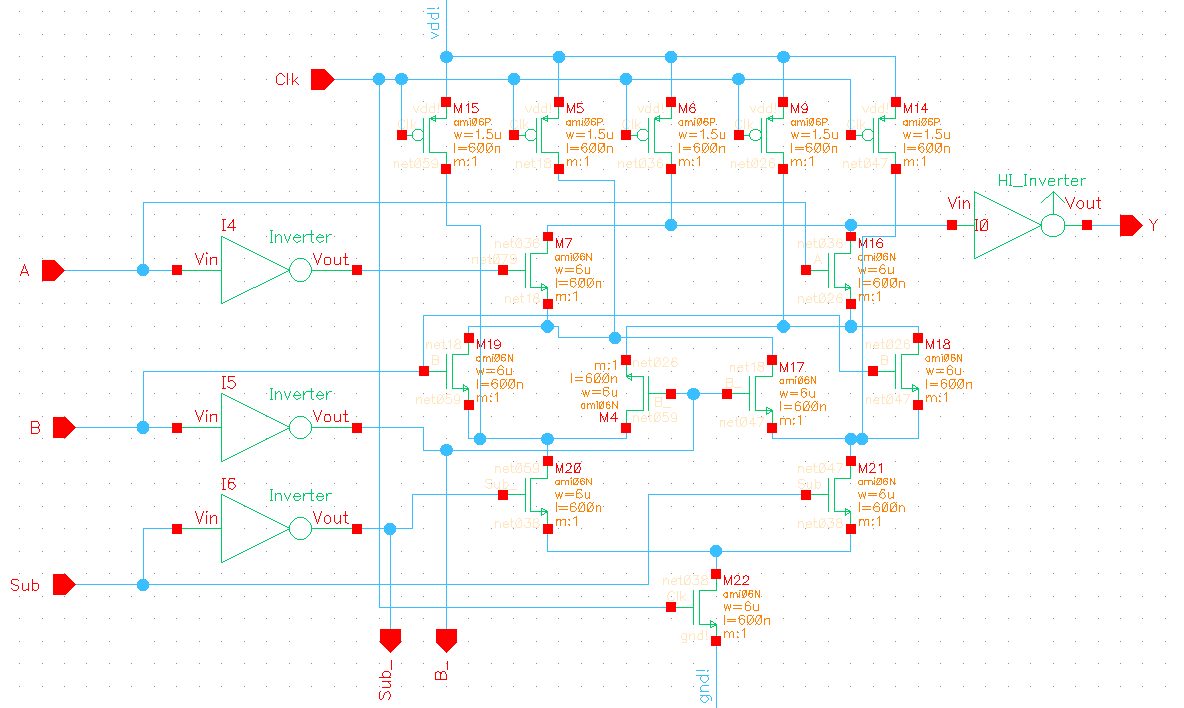 vdd!
Clk
vdd! M15
Clk ami06P
w=1.5u
l=600n
net059 m:1
vdd! M5
Clk ami06P
w=1.5u
l=600n
net18 m:1
vdd! M6
Clk ami06P
w=1.5u
l=600n
net036 m:1
vdd! M9
Clk ami06P
w=1.5u
l=600n
net026 m:1
vdd! M14
Clk ami06P
w=1.5u
l=600n
net047 m:1
HI_Inverter
Vin I0 Vout Y
A
I4 Inverter
Vin Vout
net036 M7
net079 ami06N
w=6u
l=600n
net18 m:1
net036 M16
A ami06N
w=6u
l=600n
net026 m:1
net18 M19
B ami06N
w=6u
l=600n
net059 m:1
m:1 net026
l=600n
w=6u
ami06N B_
M4 net059
net18 M17
B_ ami06N
w=6u
l=600n
net047 m:1
net026 M18
B ami06N
w=6u
l=600n
net047 m:1
B
I5 Inverter
Vin Vout
I6 Inverter
Vin Vout
net059 M20
Sub_ ami06N
w=6u
l=600n
net038 m:1
net047 M21
Sub ami06N
w=6u
l=600n
net038 m:1
Sub
net038 M22
Clk ami06N
w=6u
l=600n
gnd! m:1
Sub_
B_
gnd!